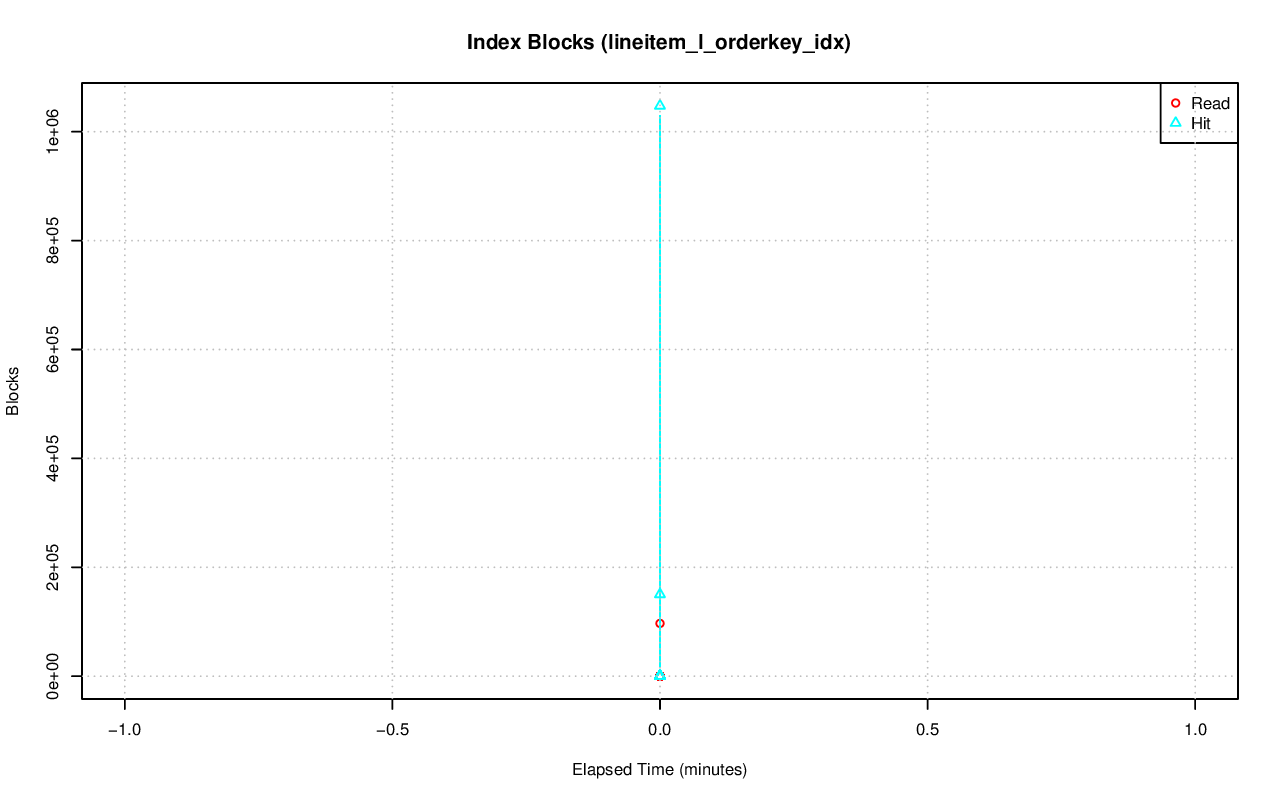 Index Blocks (lineitem_l_orderkey_idx)
Read
Hit
1e+06
8e+05
6e+05
4e+05
2e+05
0e+00
Blocks
−1.0
−0.5
0.0
0.5
1.0
Elapsed Time (minutes)